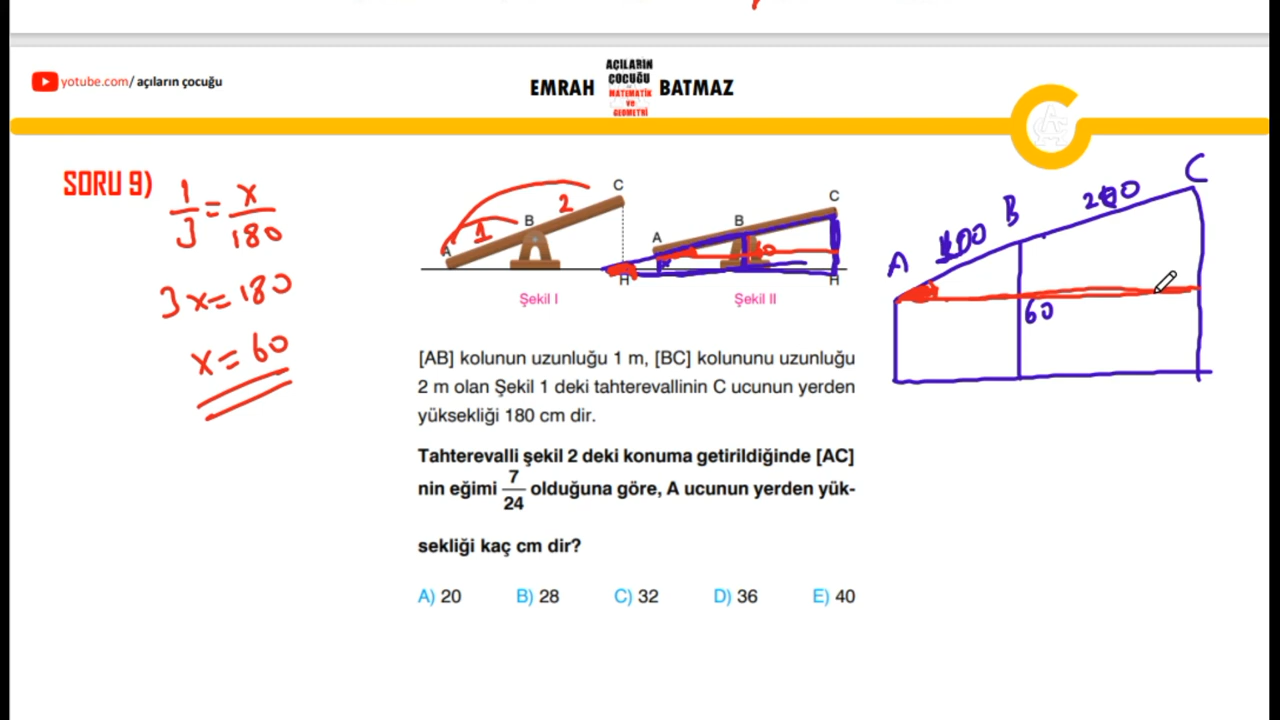 yotube.com/ açıların çocuğu
EMRAH
AÇILARIN
ÇOCUĞU
MATEMATİK
ve
GEOMETRİ
BATMAZ
SORU 9)
1/3 = x/180
3x = 180
x = 60
A
1
B
2
C
H
Şekil I
A
B
60
C
H
Şekil II
A
100
B
200
C
60
[AB] kolunun uzunluğu 1 m, [BC] kolununu uzunluğu
2 m olan Şekil 1 deki tahterevallinin C ucunun yerden
yüksekliği 180 cm dir.
Tahterevalli şekil 2 deki konuma getirildiğinde [AC]
nin eğimi 7/24 olduğuna göre, A ucunun yerden yük-
sekliği kaç cm dir?
A) 20 B) 28 C) 32 D) 36 E) 40